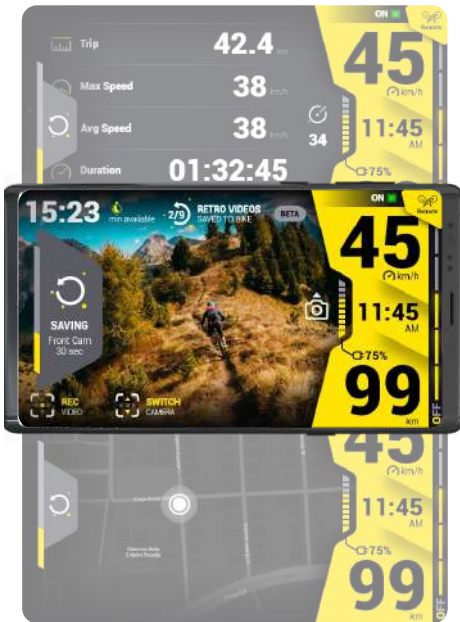 ON
Remote
Trip 42.4 km
45
km/h
Max Speed 38 km/h
Avg Speed 38 km/h
34
11:45
AM
Duration 01:32:45
75%
15:23
min available
2/9
RETRO VIDEOS
SAVED TO BIKE
BETA
ON
Remote
45
km/h
SAVING
Front Cam
30 sec
11:45
AM
75%
REC
VIDEO
SWITCH
CAMERA
99
km
OFF
45
km/h
11:45
AM
75%
99
km
OFF